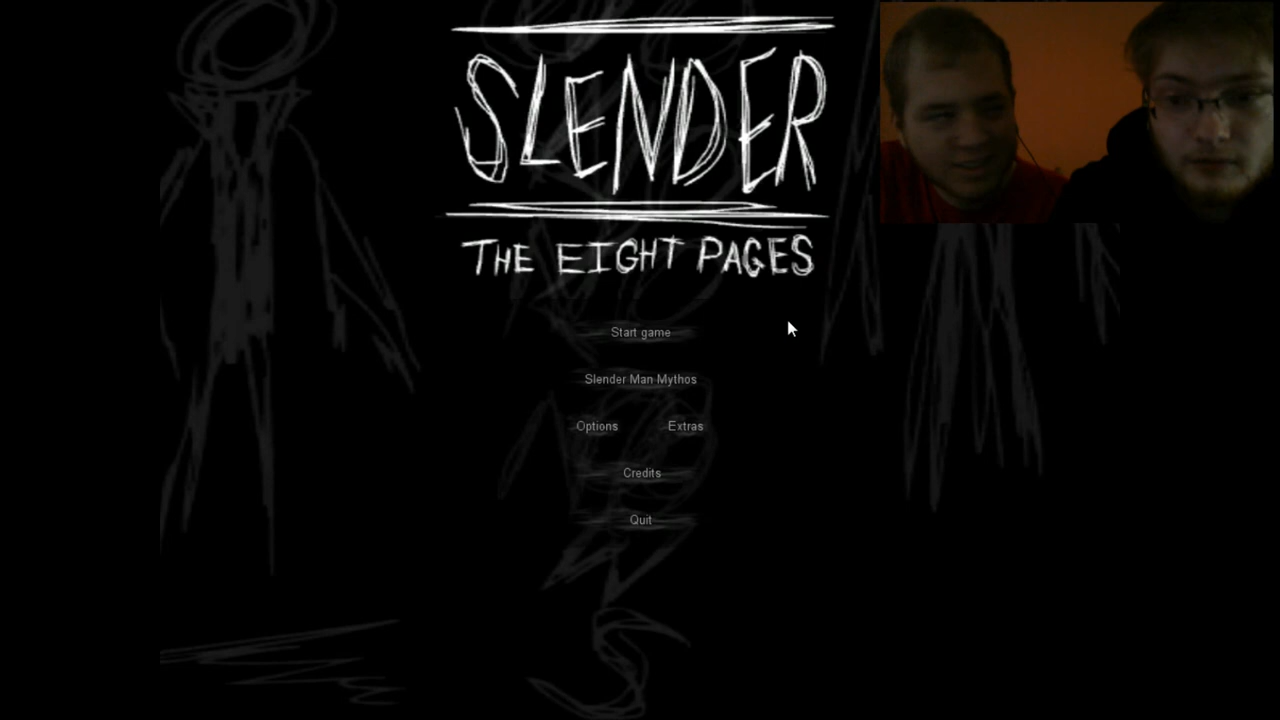 SLENDER
THE EIGHT PAGES
Start game
Slender Man Mythos
Options Extras
Credits
Quit